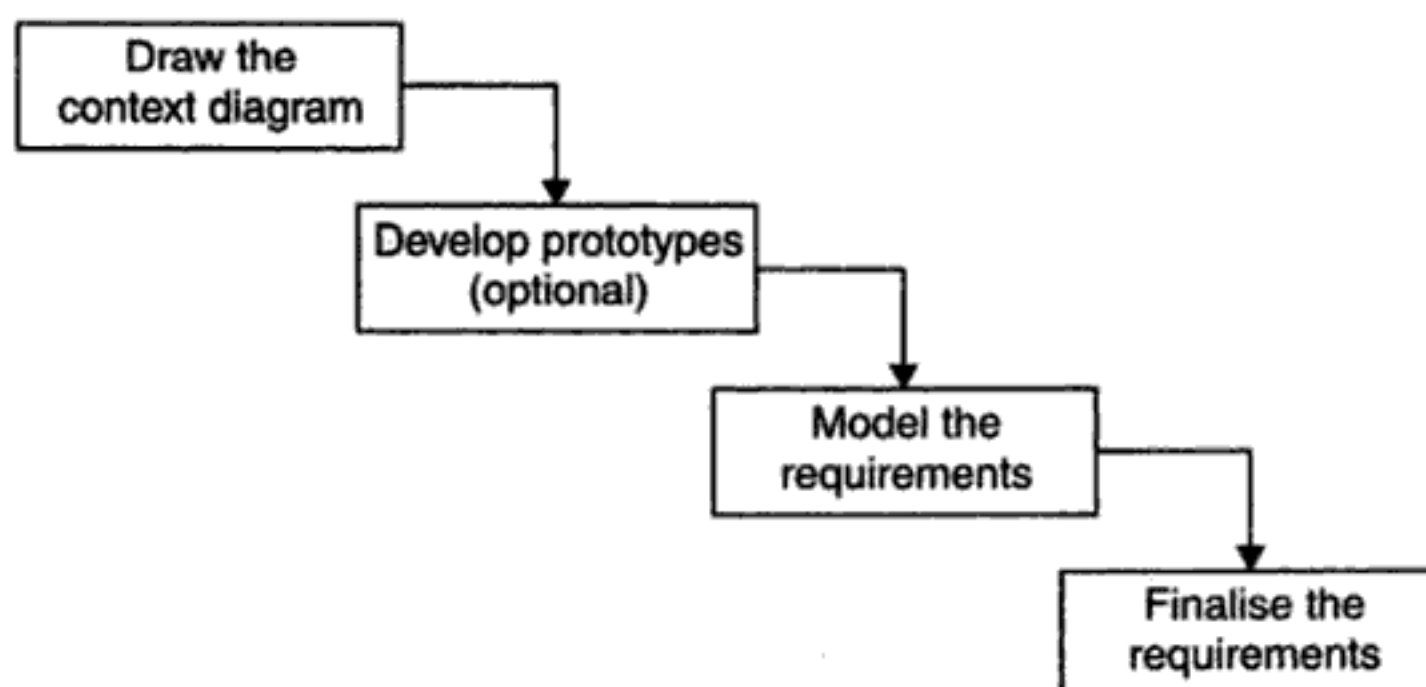 Draw the
context diagram
Develop prototypes
(optional)
Model the
requirements
Finalise the
requirements